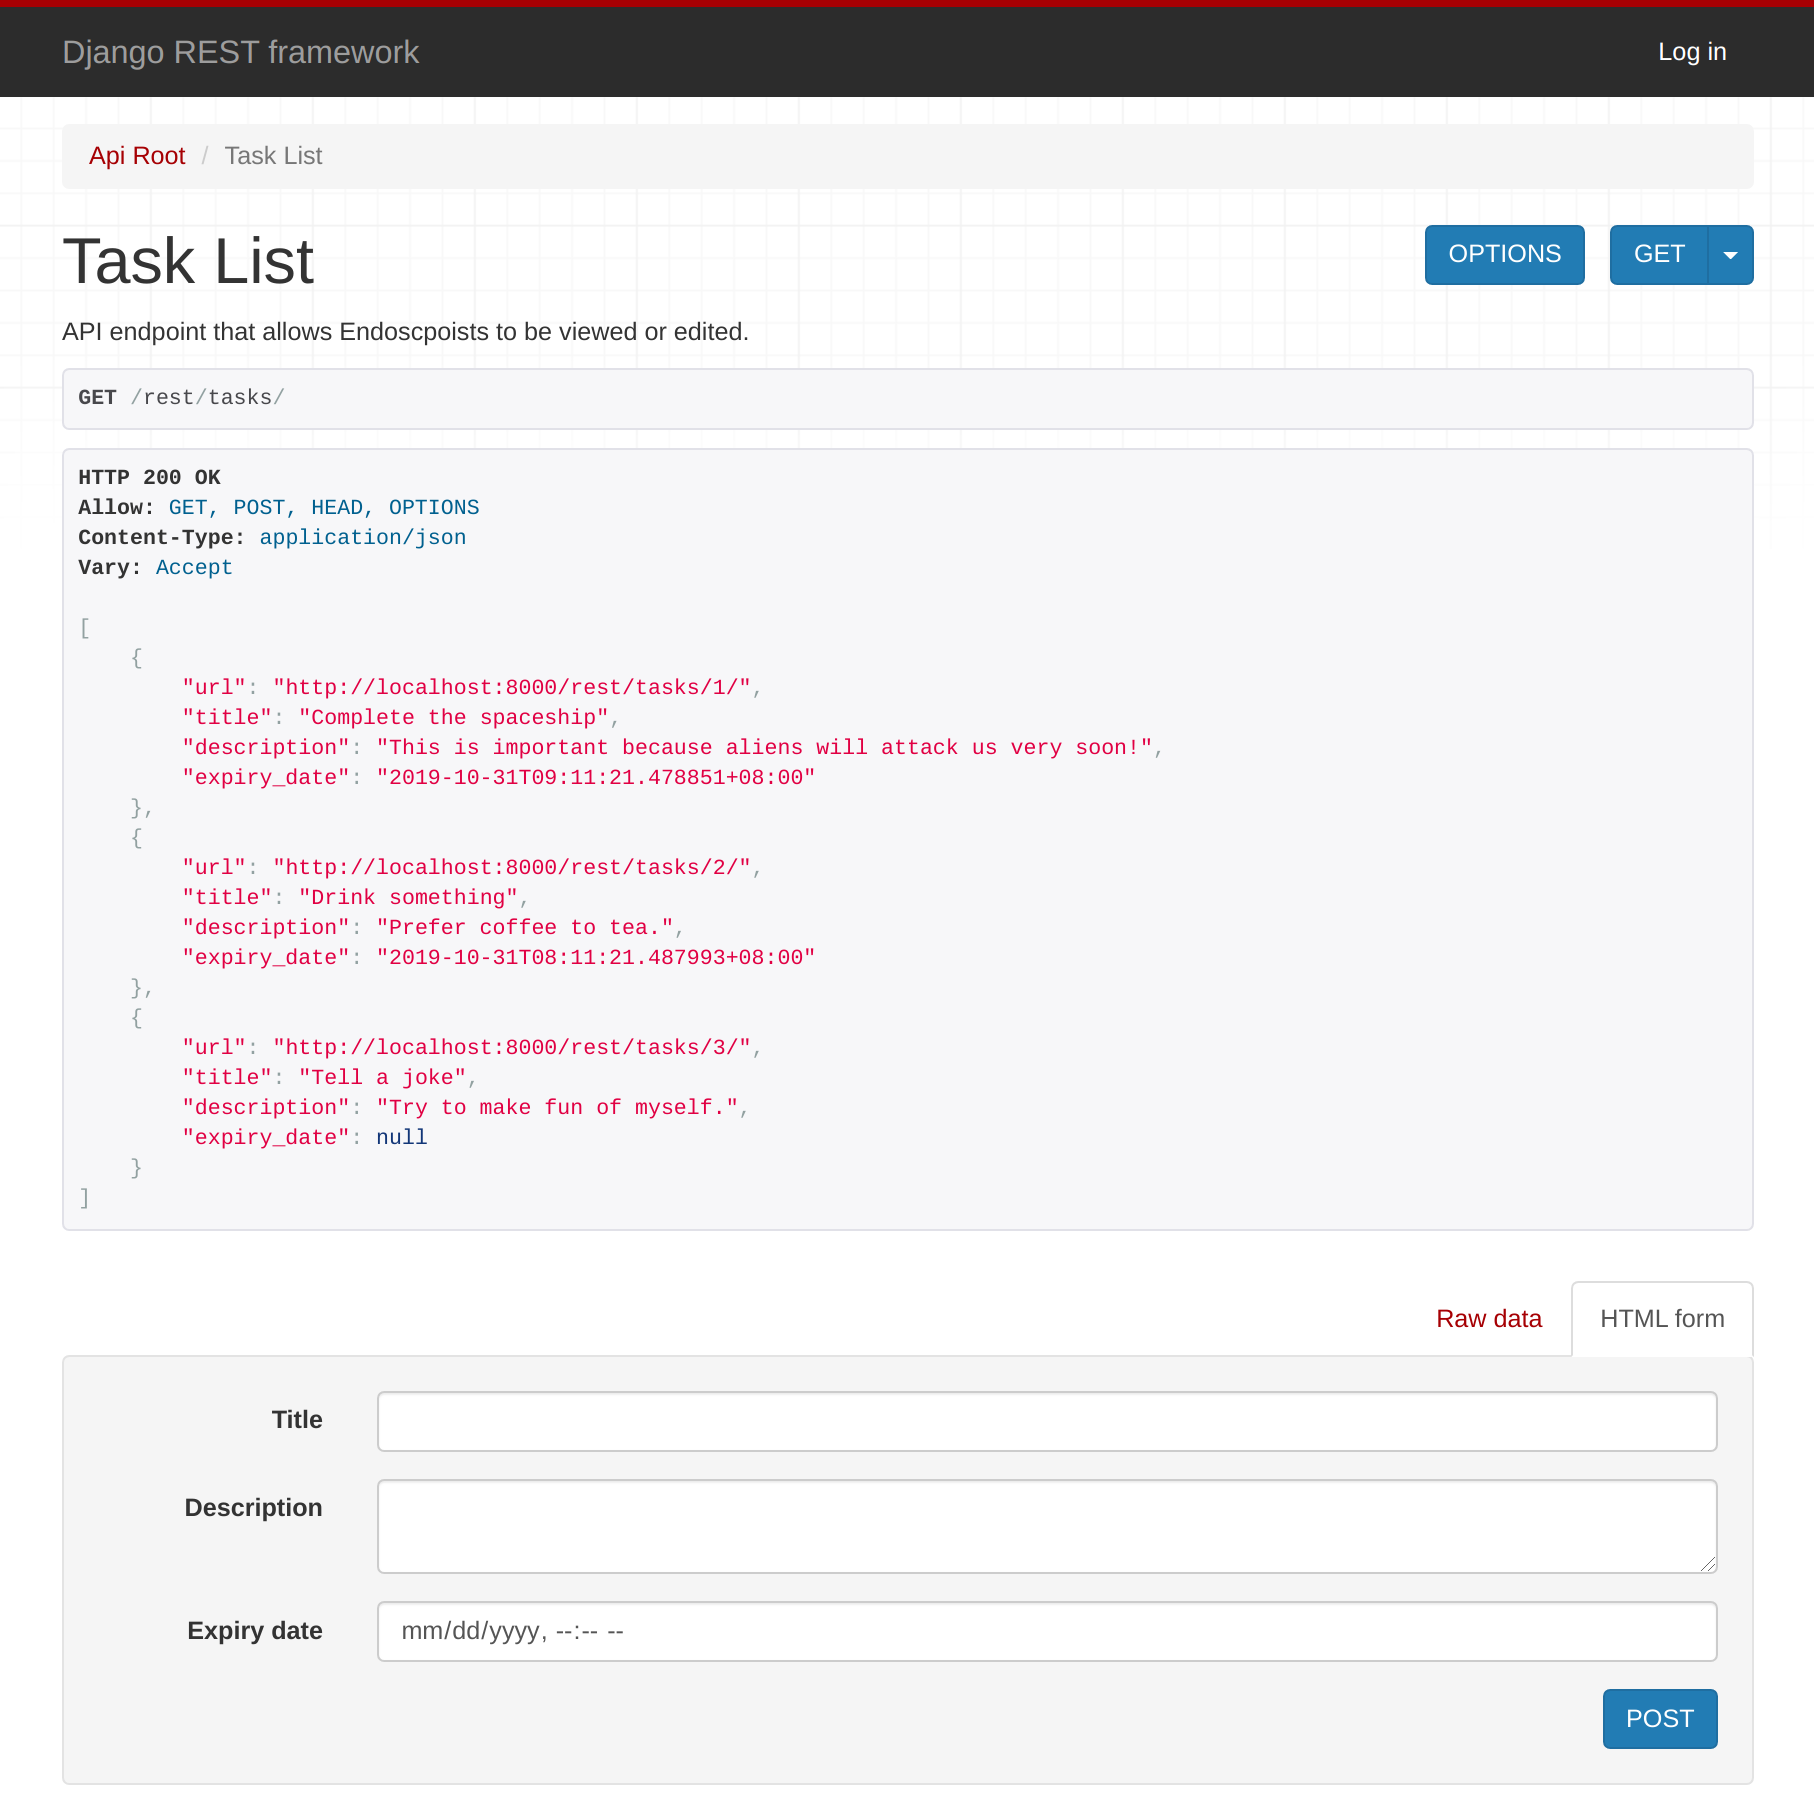 Django REST framework
Log in
Api Root / Task List
Task List
OPTIONS
GET
API endpoint that allows Endoscpoists to be viewed or edited.
GET /rest/tasks/
HTTP 200 OK
Allow: GET, POST, HEAD, OPTIONS
Content-Type: application/json
Vary: Accept
[
    {
        "url": "http://localhost:8000/rest/tasks/1/",
        "title": "Complete the spaceship",
        "description": "This is important because aliens will attack us very soon!",
        "expiry_date": "2019-10-31T09:11:21.478851+08:00"
    },
    {
        "url": "http://localhost:8000/rest/tasks/2/",
        "title": "Drink something",
        "description": "Prefer coffee to tea.",
        "expiry_date": "2019-10-31T08:11:21.487993+08:00"
    },
    {
        "url": "http://localhost:8000/rest/tasks/3/",
        "title": "Tell a joke",
        "description": "Try to make fun of myself.",
        "expiry_date": null
    }
]
Raw data
HTML form
Title
Description
Expiry date
mm/dd/yyyy, --:-- --
POST